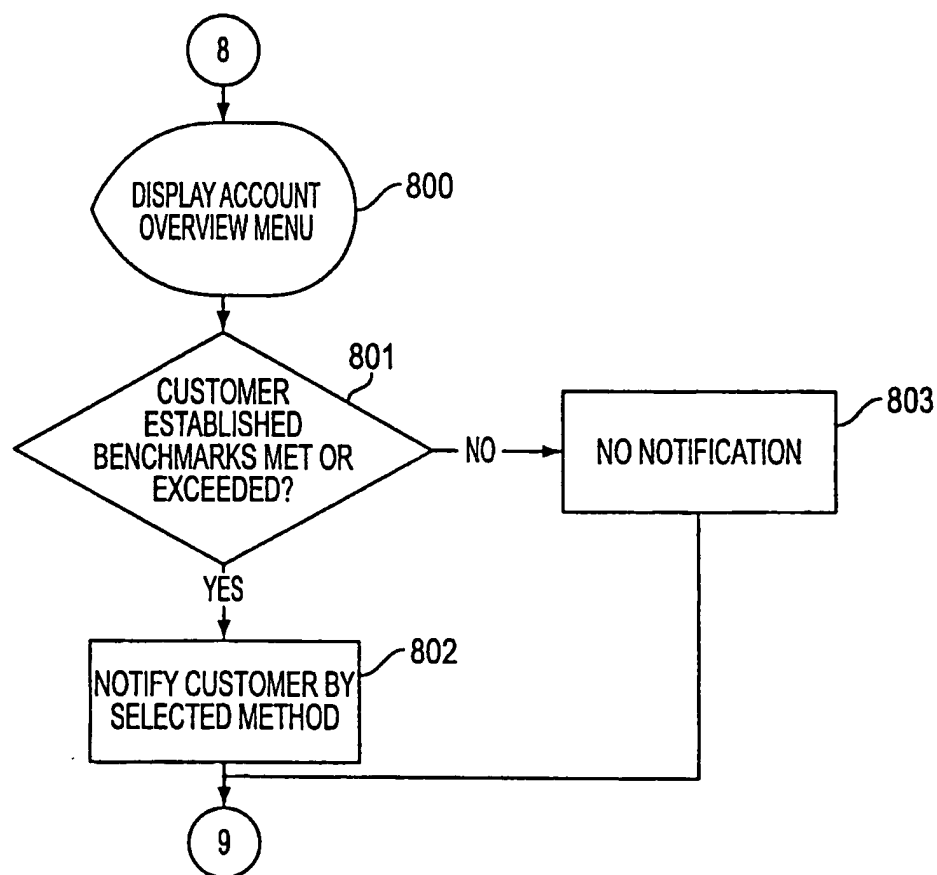 8
DISPLAY ACCOUNT
OVERVIEW MENU
800
801
CUSTOMER
ESTABLISHED
BENCHMARKS MET OR
EXCEEDED?
NO
NO NOTIFICATION
803
YES
802
NOTIFY CUSTOMER BY
SELECTED METHOD
9